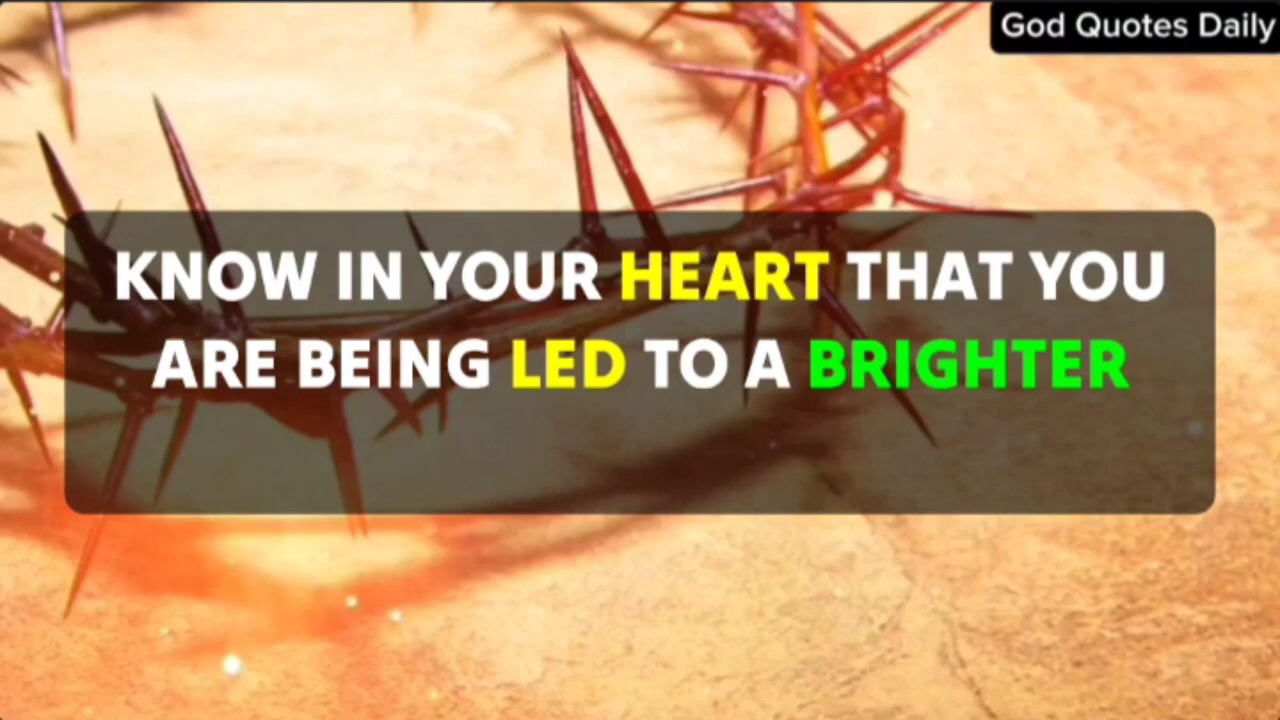 God Quotes Daily
KNOW IN YOUR HEART THAT YOU
ARE BEING LED TO A BRIGHTER